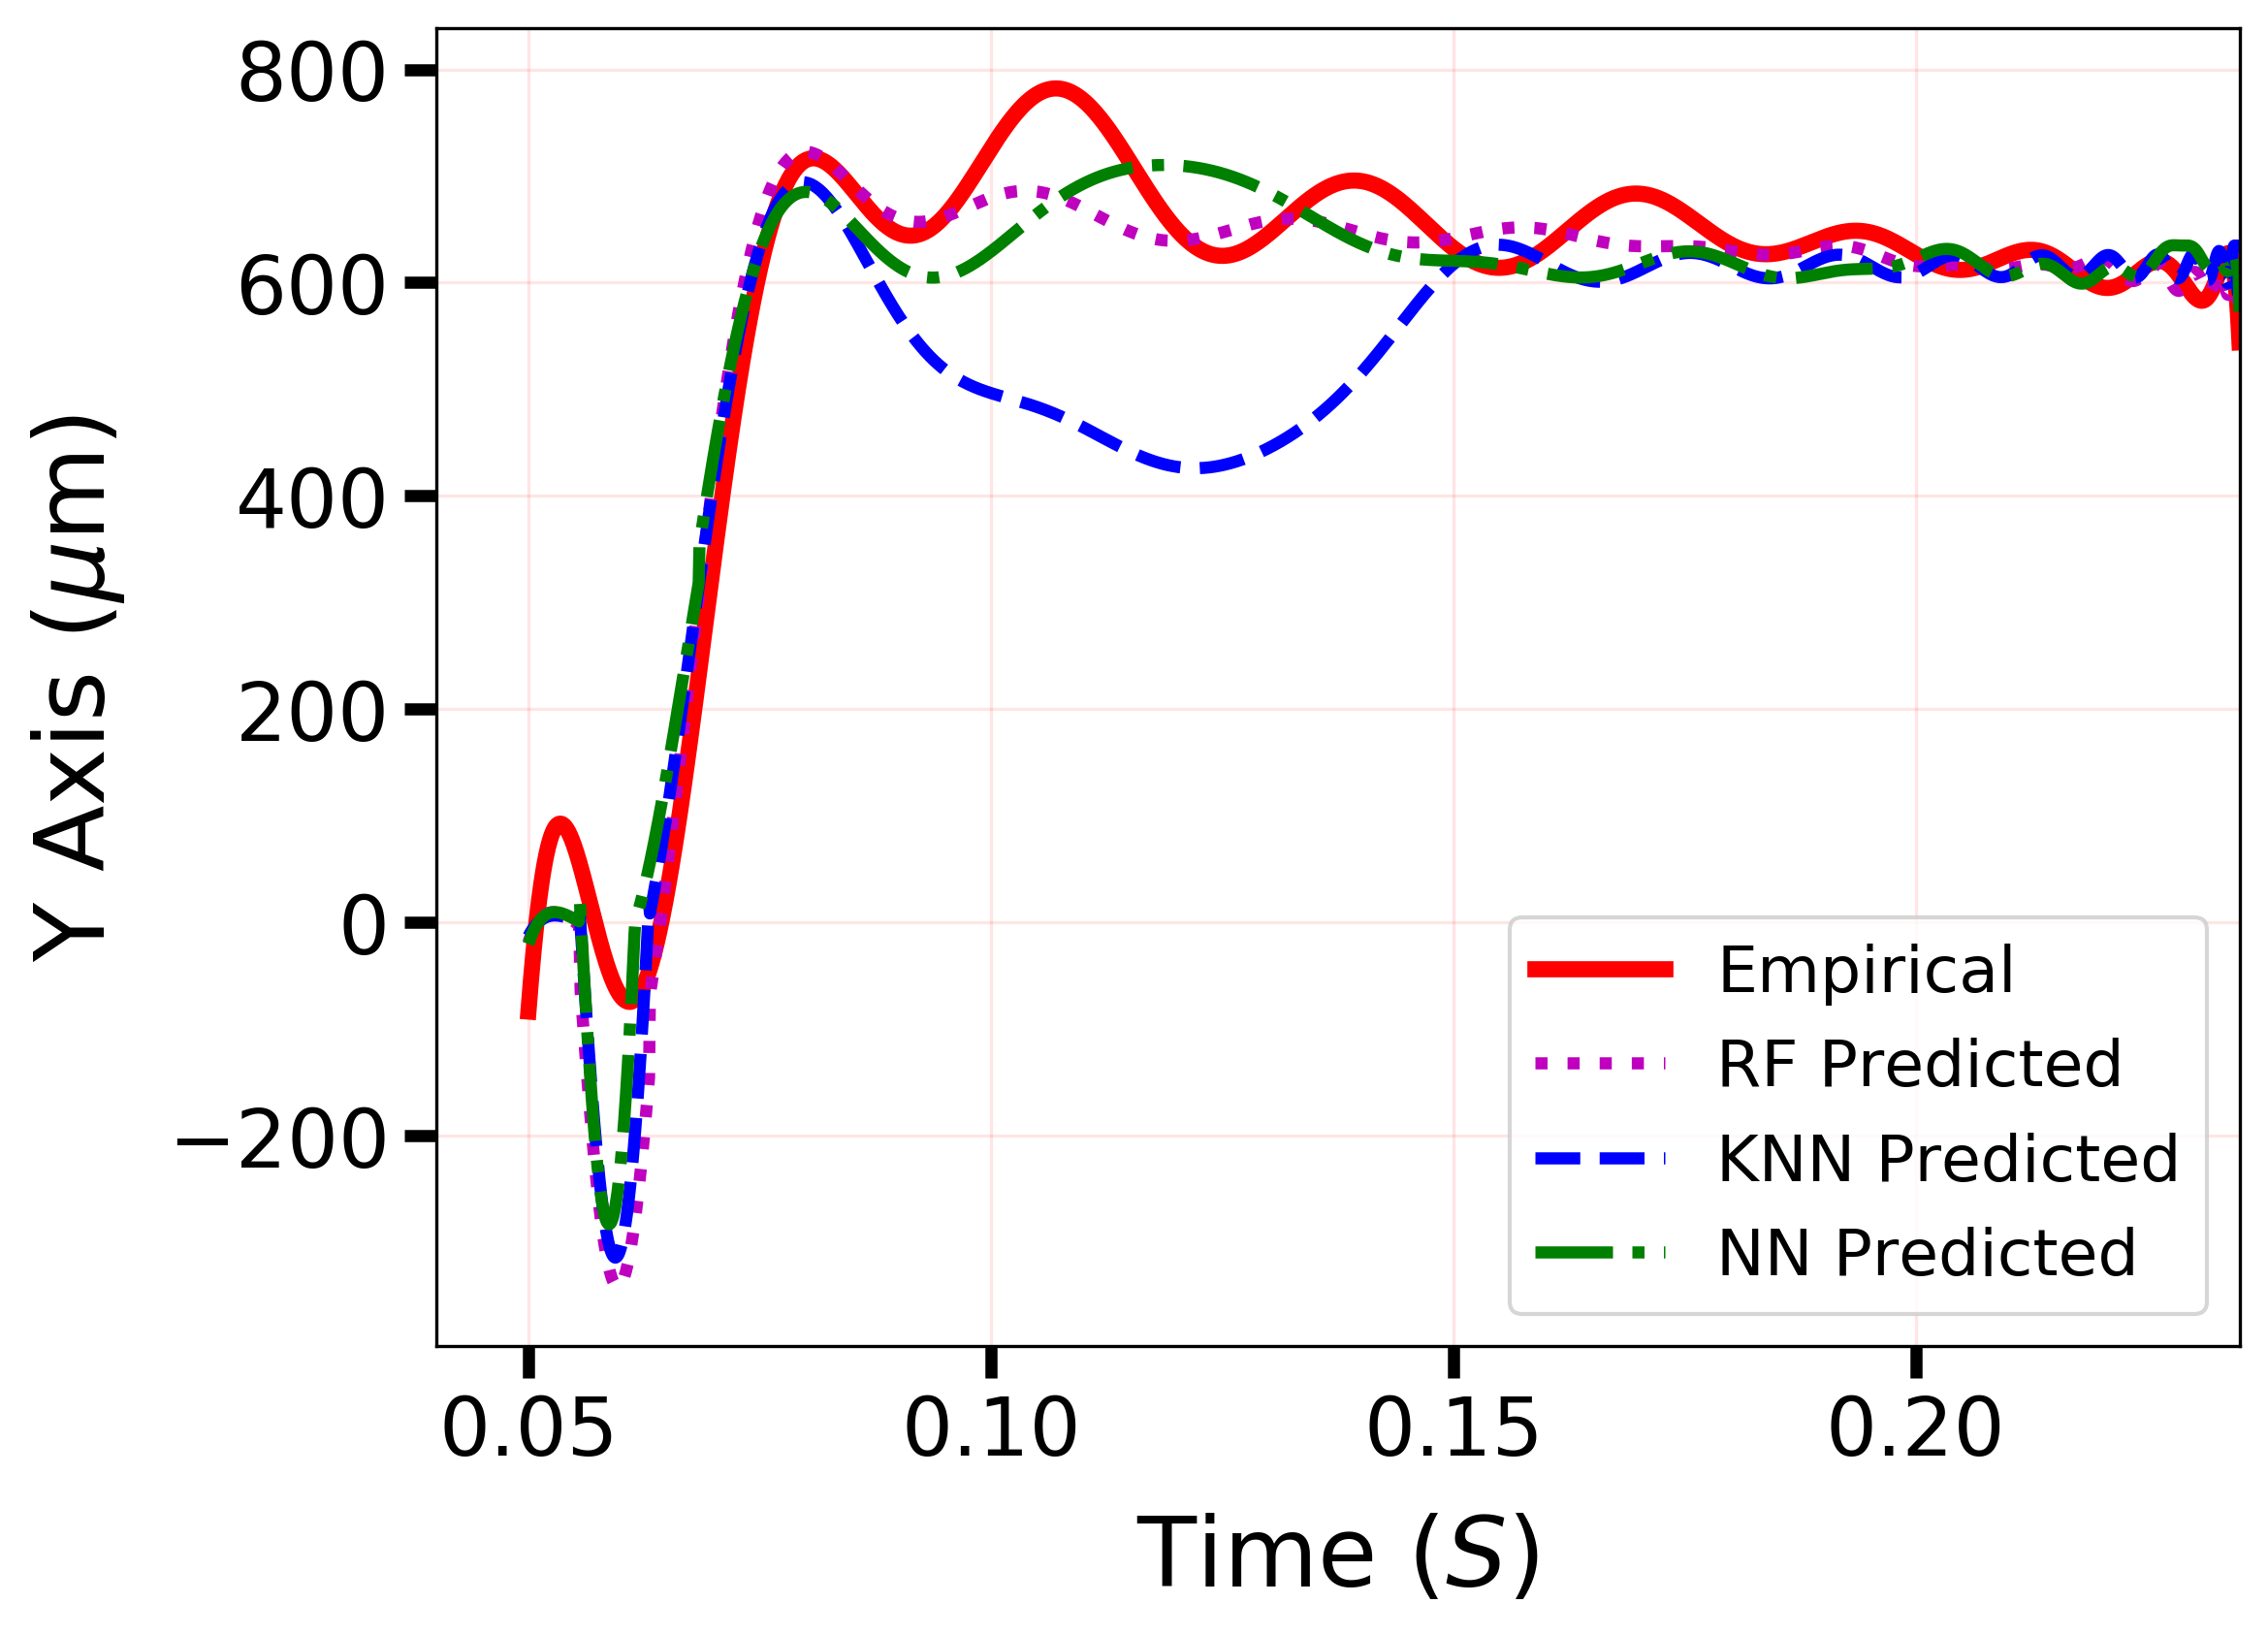 800
600
400
200
0
−200
Y Axis (μm)
0.05 0.10 0.15 0.20
Time (S)
Empirical
RF Predicted
KNN Predicted
NN Predicted